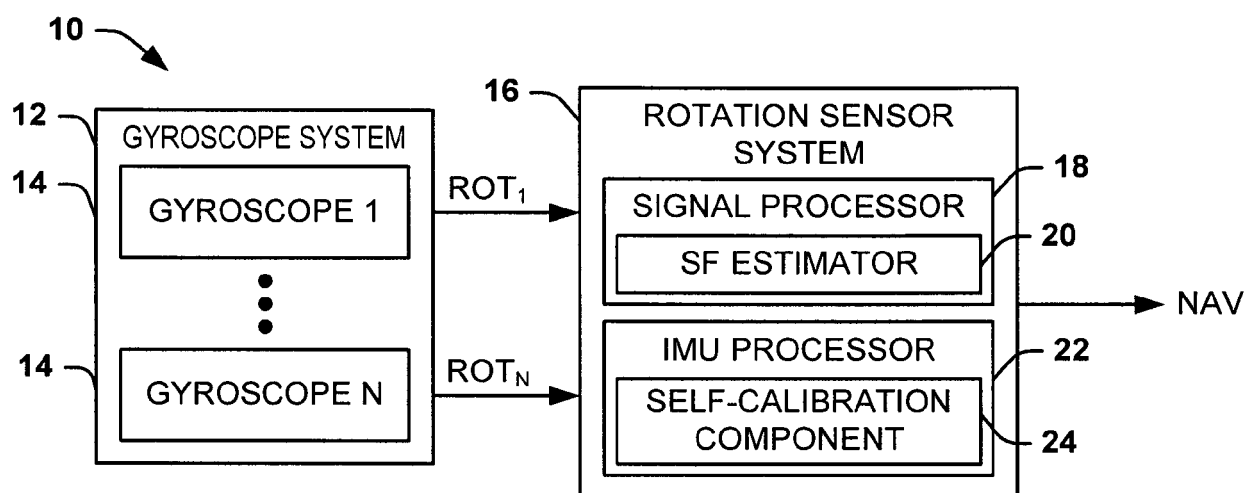 10
12
GYROSCOPE SYSTEM
14
GYROSCOPE 1
ROT1
14
GYROSCOPE N
ROTN
16
ROTATION SENSOR
SYSTEM
18
SIGNAL PROCESSOR
20
SF ESTIMATOR
NAV
IMU PROCESSOR
22
SELF-CALIBRATION
COMPONENT
24